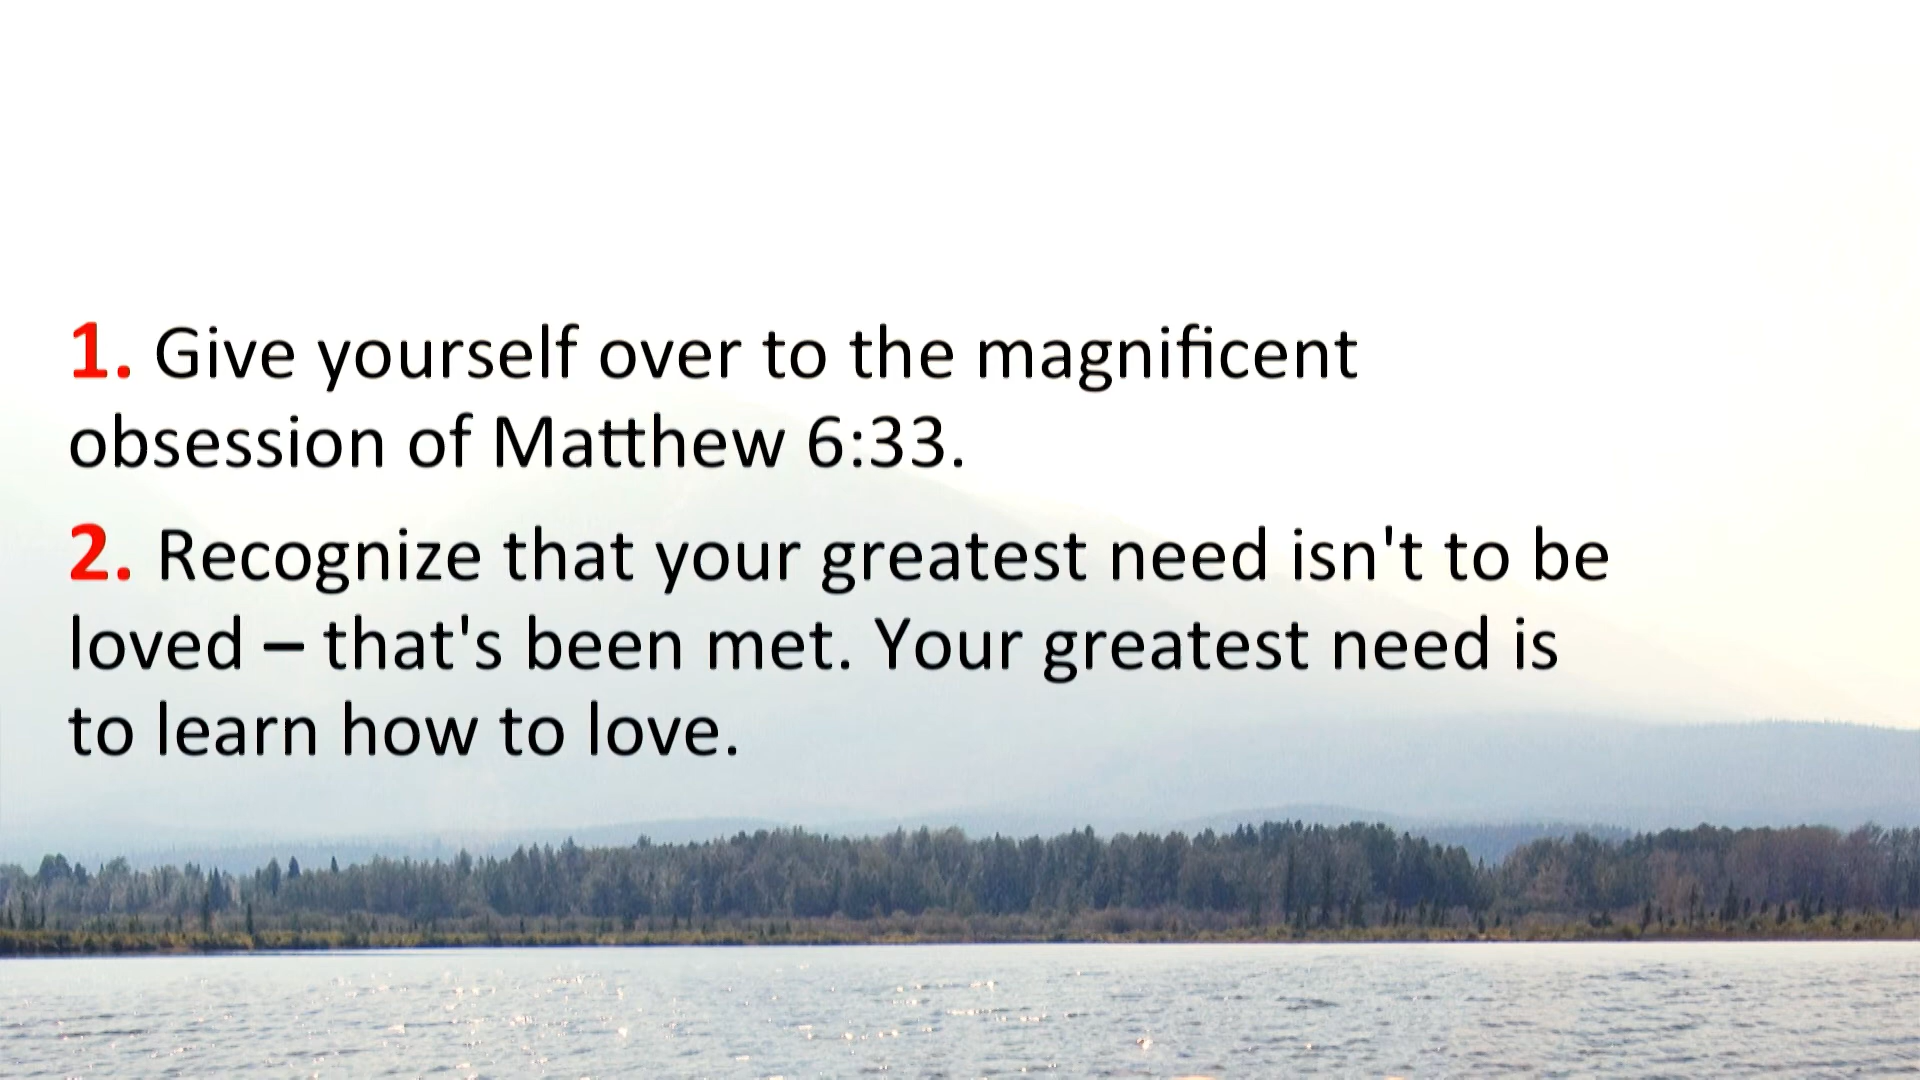 1. Give yourself over to the magnificent
obsession of Matthew 6:33.
2. Recognize that your greatest need isn't to be
loved – that's been met. Your greatest need is
to learn how to love.